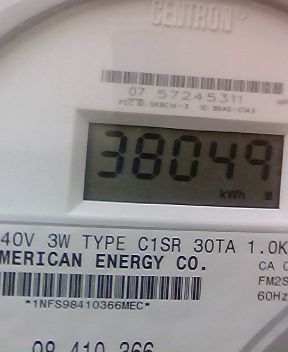 CENTRON
07 57245311
38049
kWh
40V 3W TYPE C1SR 30TA 1.0K
MERICAN ENERGY CO.
CA 0
FM2S
60Hz
*1NFS98410366MEC*
98 410 366